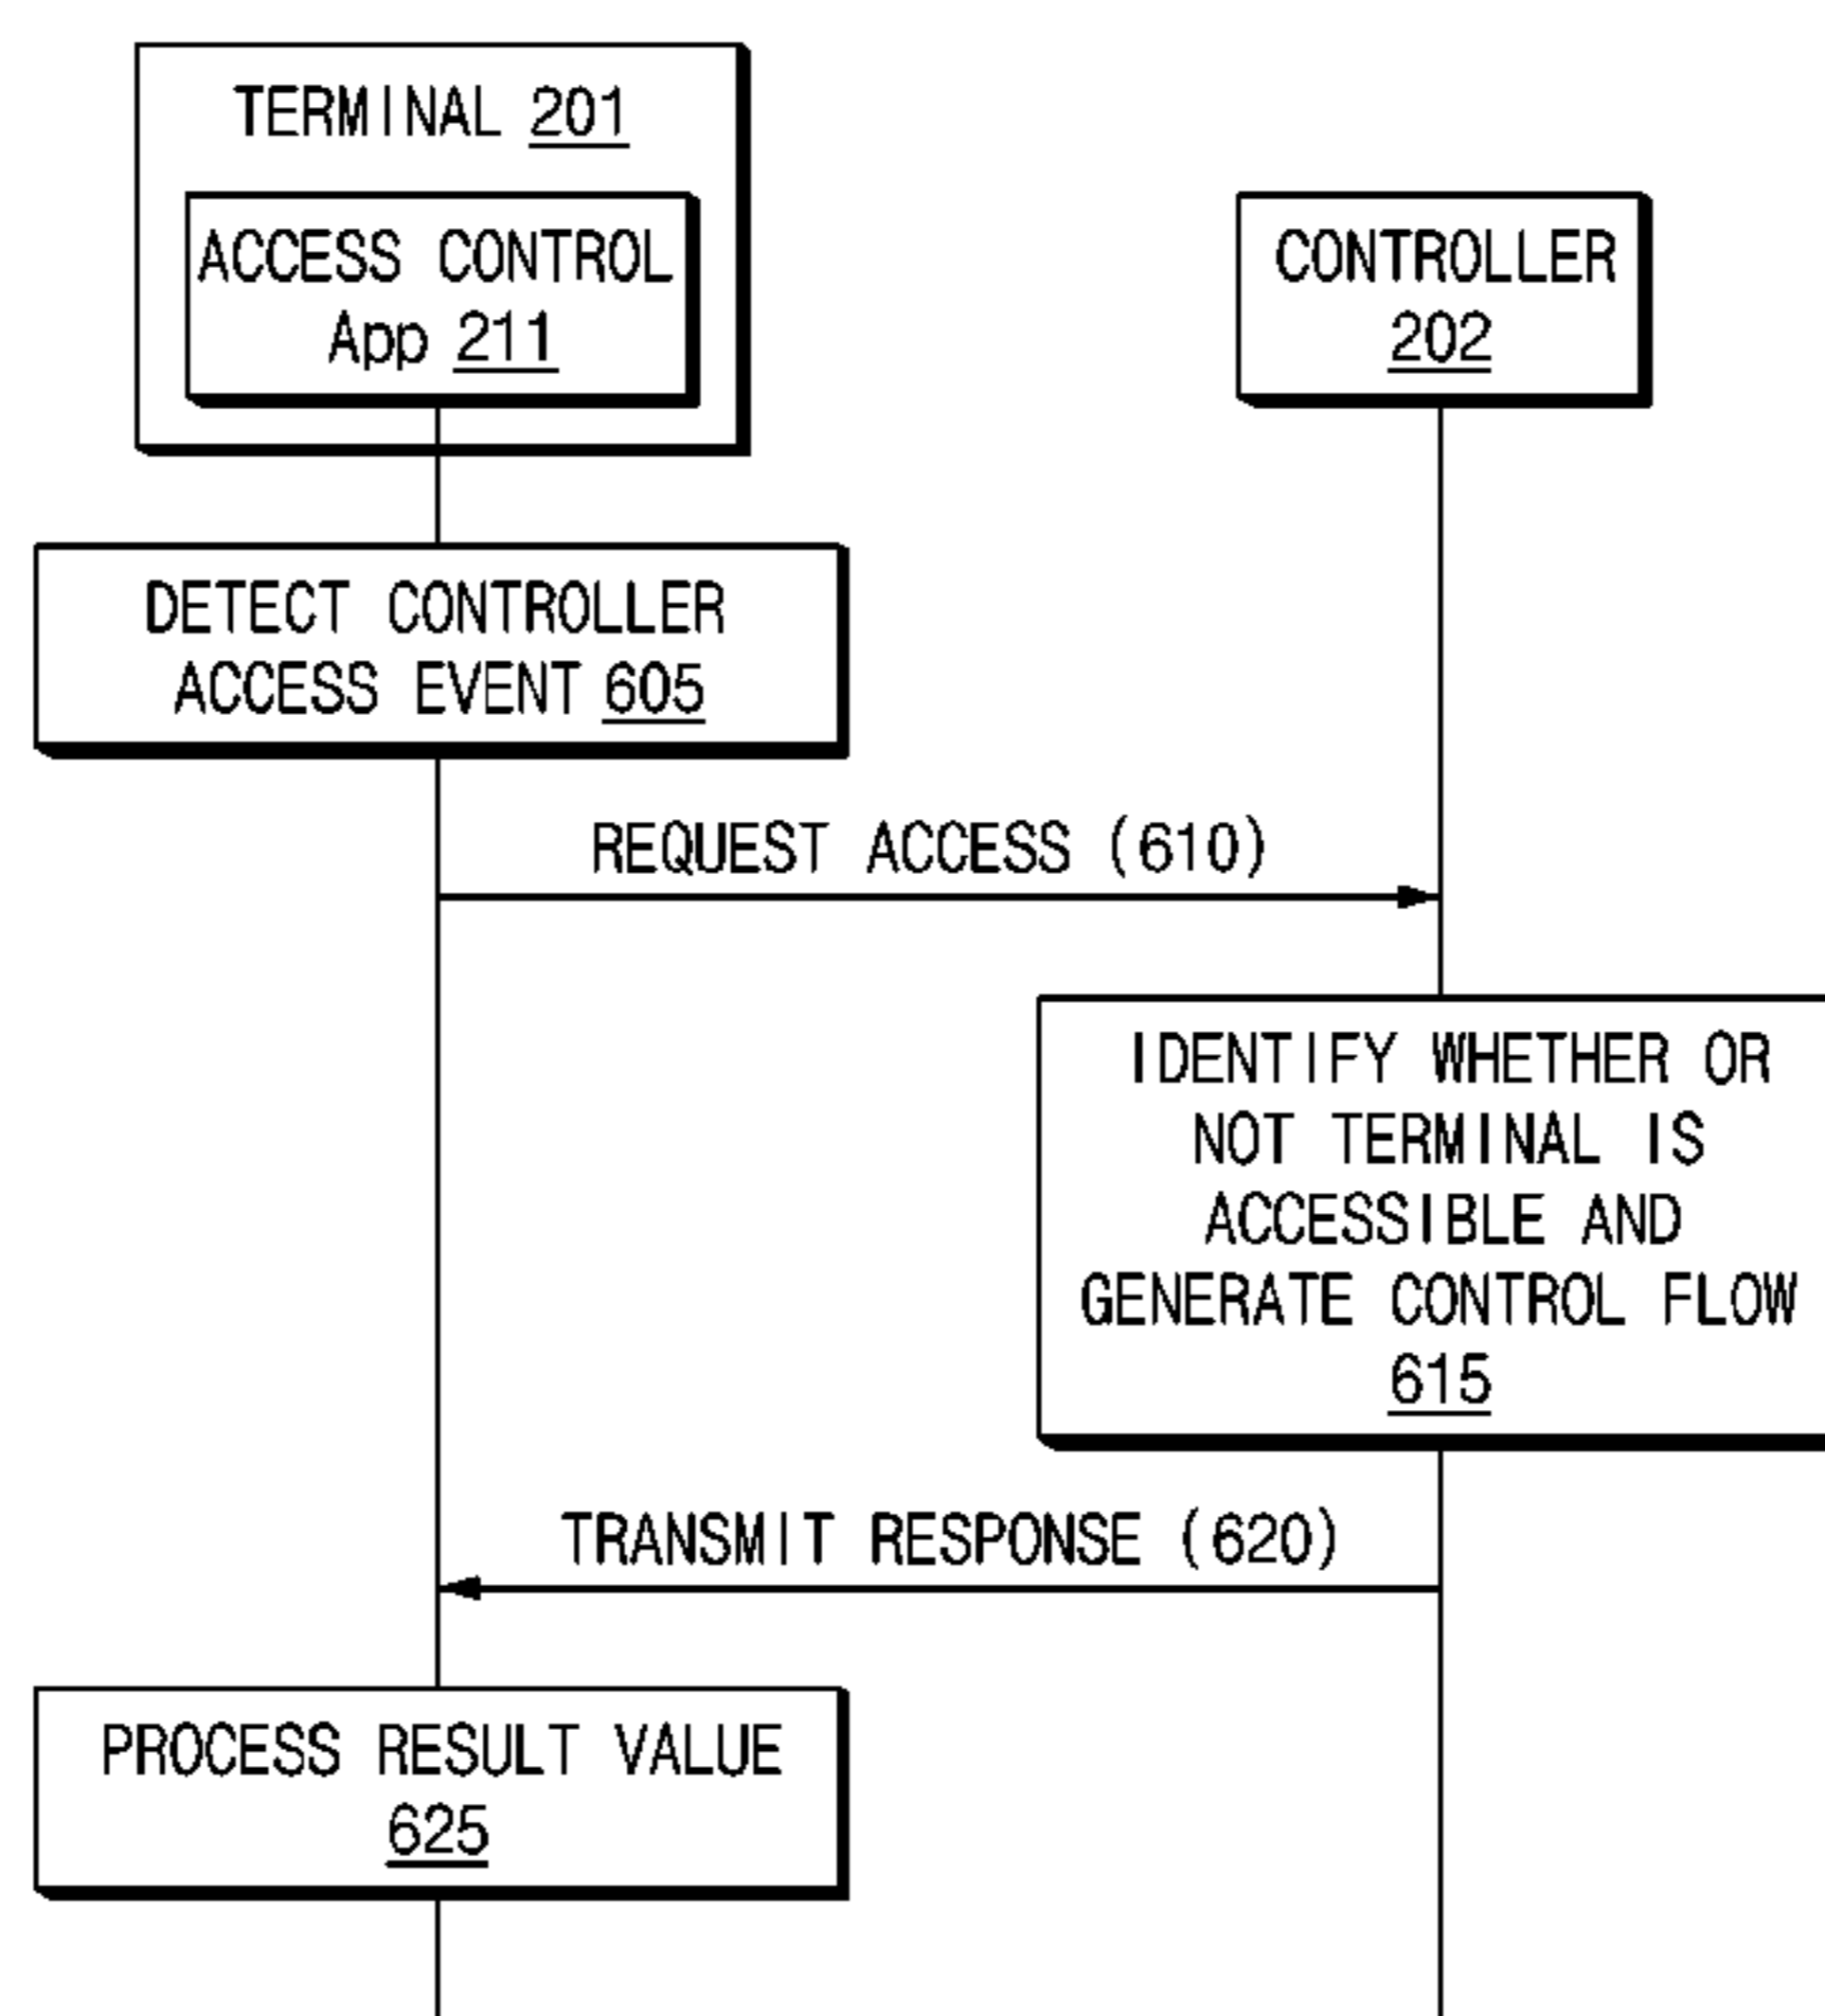 TERMINAL 201
ACCESS CONTROL
App 211
CONTROLLER
202
DETECT CONTROLLER
ACCESS EVENT 605
REQUEST ACCESS (610)
IDENTIFY WHETHER OR
NOT TERMINAL IS
ACCESSIBLE AND
GENERATE CONTROL FLOW
615
TRANSMIT RESPONSE (620)
PROCESS RESULT VALUE
625